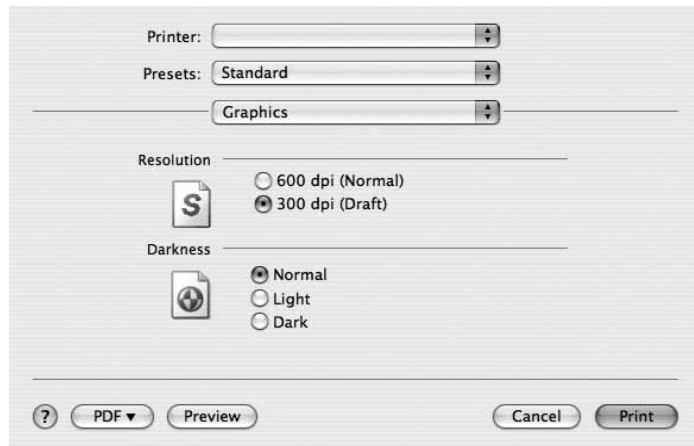 Printer:
Presets: Standard
Graphics
Resolution
600 dpi (Normal)
S
300 dpi (Draft)
Darkness
Normal
Light
Dark
? PDF▼ Preview Cancel Print